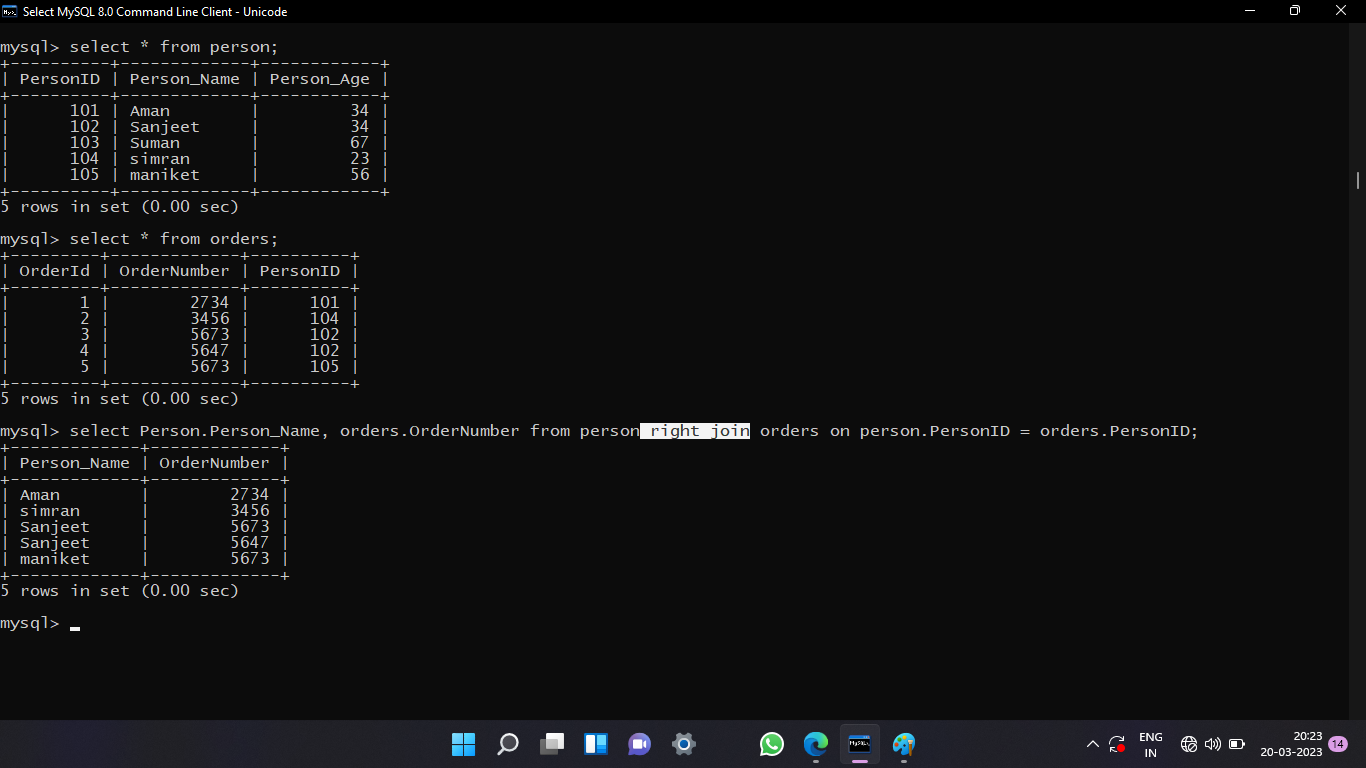 Select MySQL 8.0 Command Line Client - Unicode
mysql> select * from person;
+----------+-------------+------------+
| PersonID | Person_Name | Person_Age |
+----------+-------------+------------+
|      101 | Aman        |         34 |
|      102 | Sanjeet     |         34 |
|      103 | Suman       |         67 |
|      104 | simran      |         23 |
|      105 | maniket     |         56 |
+----------+-------------+------------+
5 rows in set (0.00 sec)
mysql> select * from orders;
+---------+-------------+----------+
| OrderId | OrderNumber | PersonID |
+---------+-------------+----------+
|       1 |        2734 |      101 |
|       2 |        3456 |      104 |
|       3 |        5673 |      102 |
|       4 |        5647 |      102 |
|       5 |        5673 |      105 |
+---------+-------------+----------+
5 rows in set (0.00 sec)
mysql> select Person.Person_Name, orders.OrderNumber from person right join orders on person.PersonID = orders.PersonID;
+-------------+-------------+
| Person_Name | OrderNumber |
+-------------+-------------+
| Aman        |        2734 |
| simran      |        3456 |
| Sanjeet     |        5673 |
| Sanjeet     |        5647 |
| maniket     |        5673 |
+-------------+-------------+
5 rows in set (0.00 sec)
mysql>
ENG
IN
20:23
20-03-2023
14